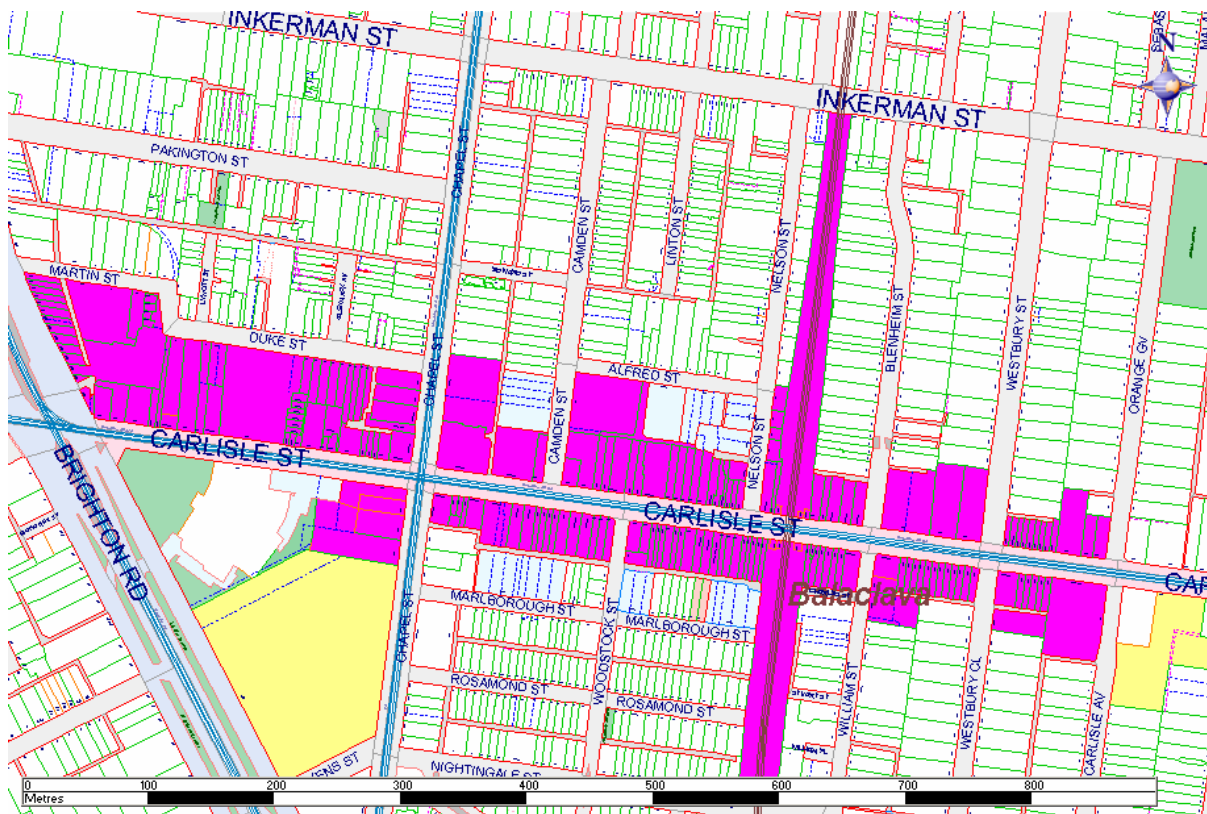 INKERMAN ST
N
INKERMAN ST
PAKINGTON ST
CHAPEL ST
CAMDEN ST
LINTON ST
NELSON ST
BLENHEIM ST
WESTBURY ST
ORANGE GV
MARTIN ST
DUKE ST
CHAPEL ST
ALFRED ST
CAMDEN ST
NELSON ST
CARLISLE ST
CARLISLE ST
BRIGHTON RD
Balaclava
MARLBOROUGH ST
MARLBOROUGH ST
CHAPEL ST
WOODSTOCK ST
ROSAMOND ST
ROSAMOND ST
WILLIAM ST
WESTBURY CL
CARLISLE AV
NIGHTINGALE ST
0 100 200 300 400 500 600 700 800
Metres